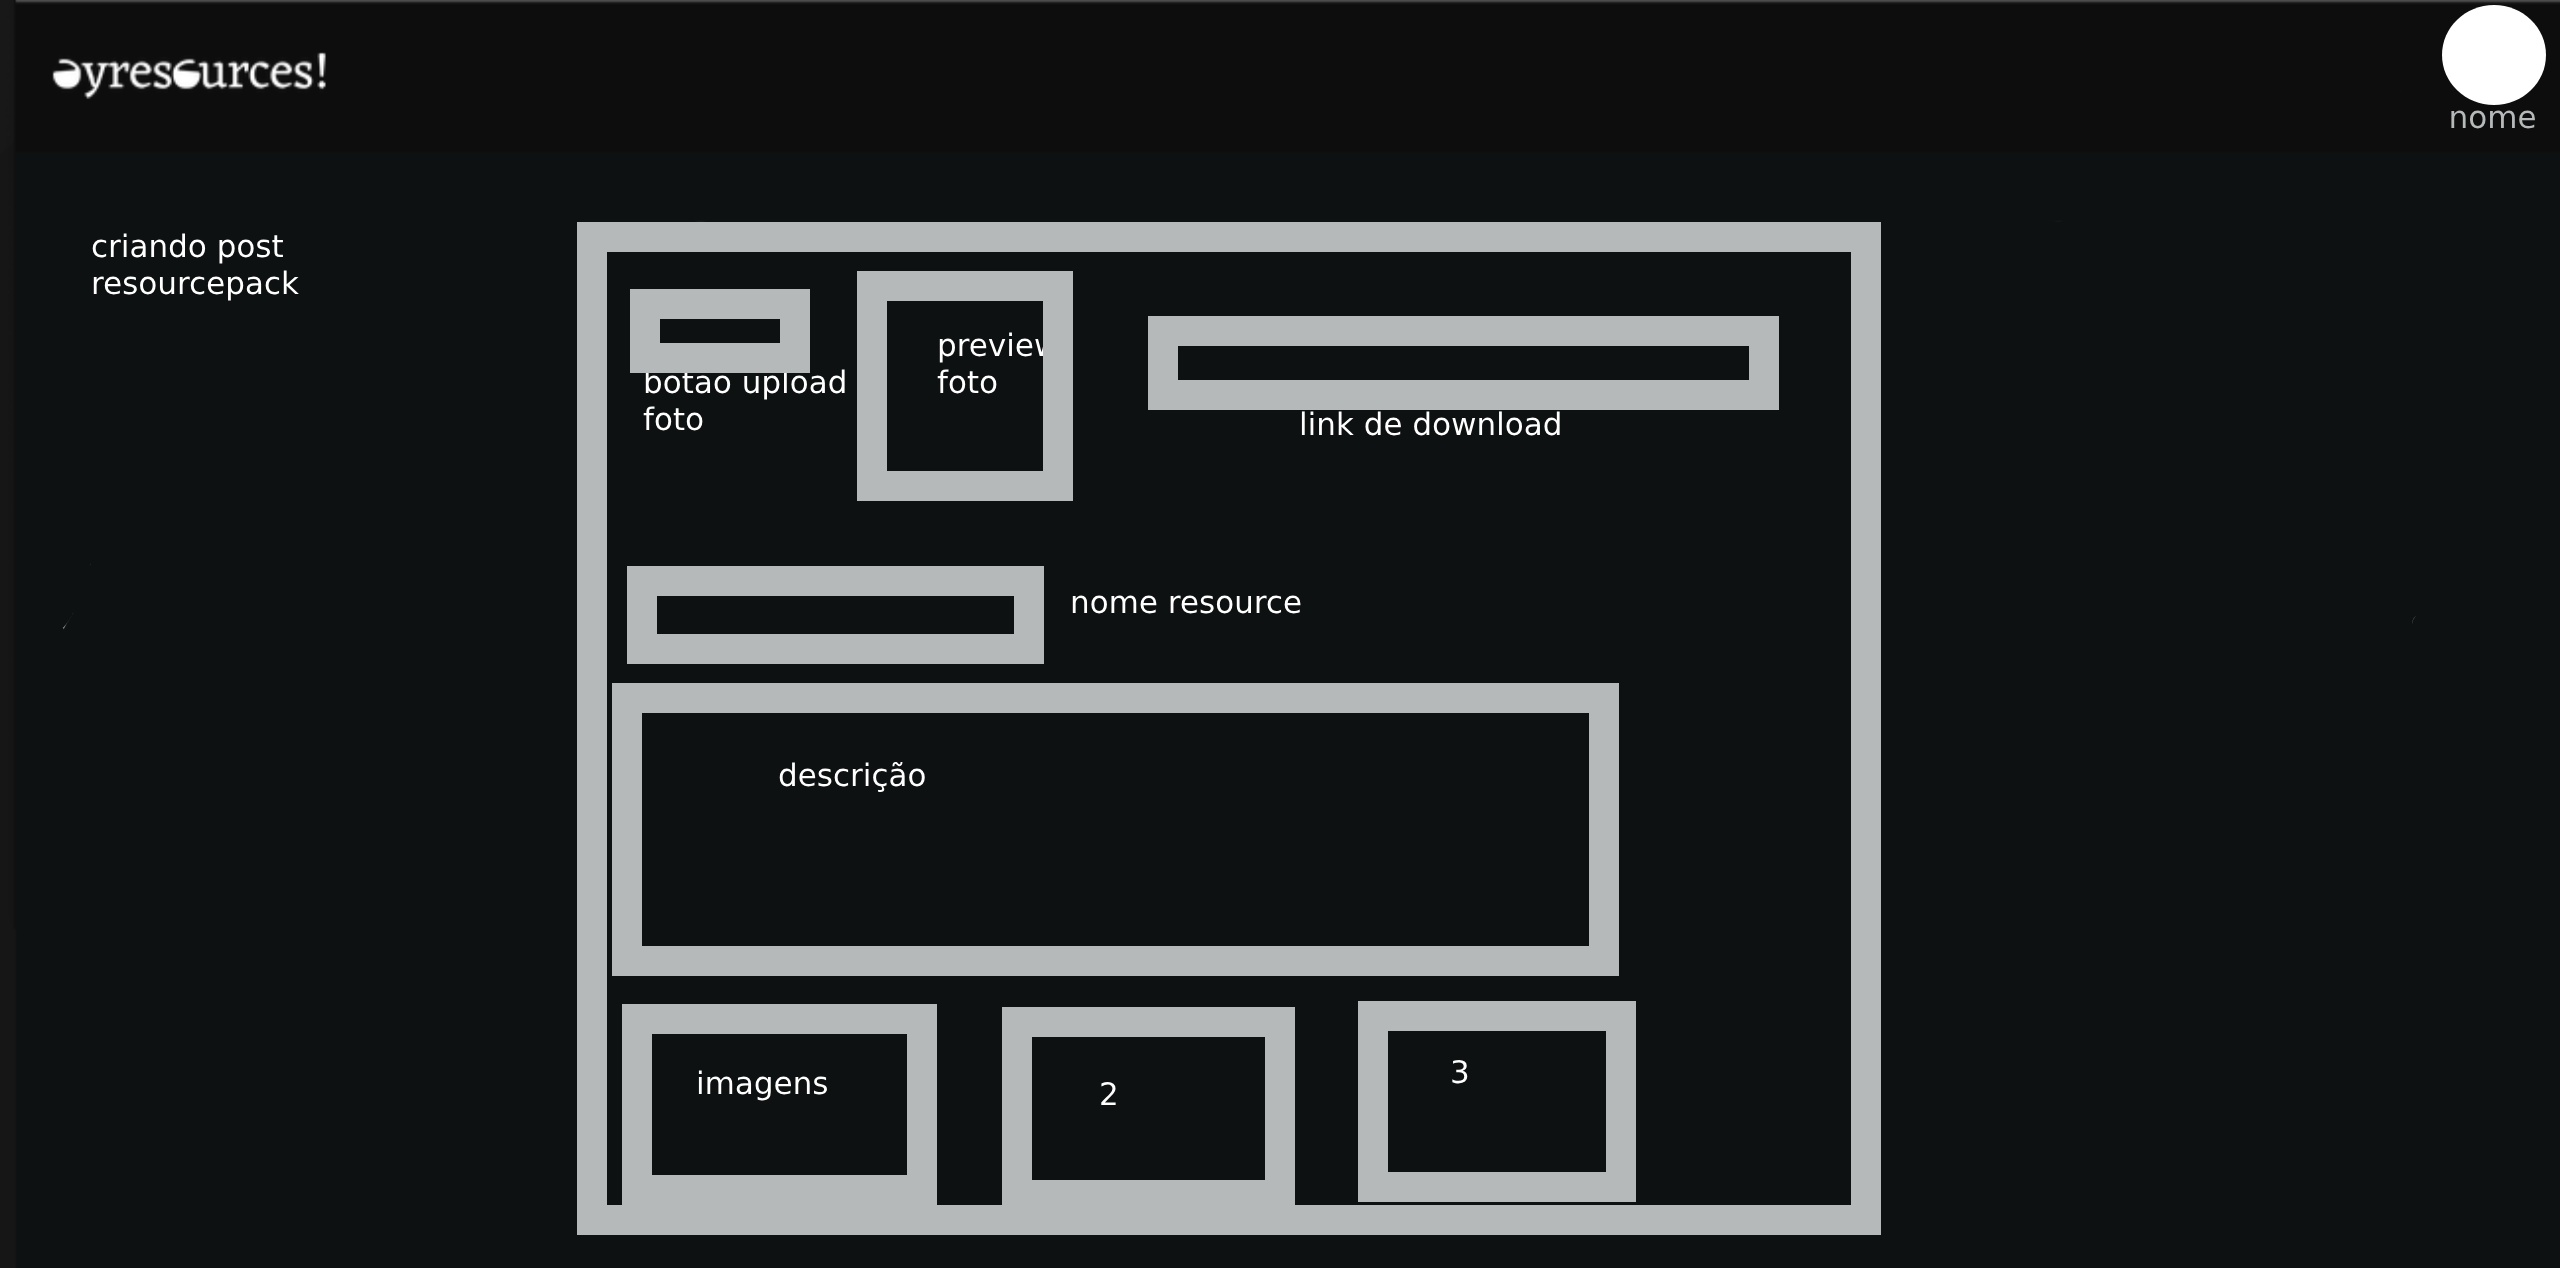 ayresources!
nome
criando post
resourcepack
preview
foto
botao upload
foto
link de download
nome resource
descrição
imagens
2
3